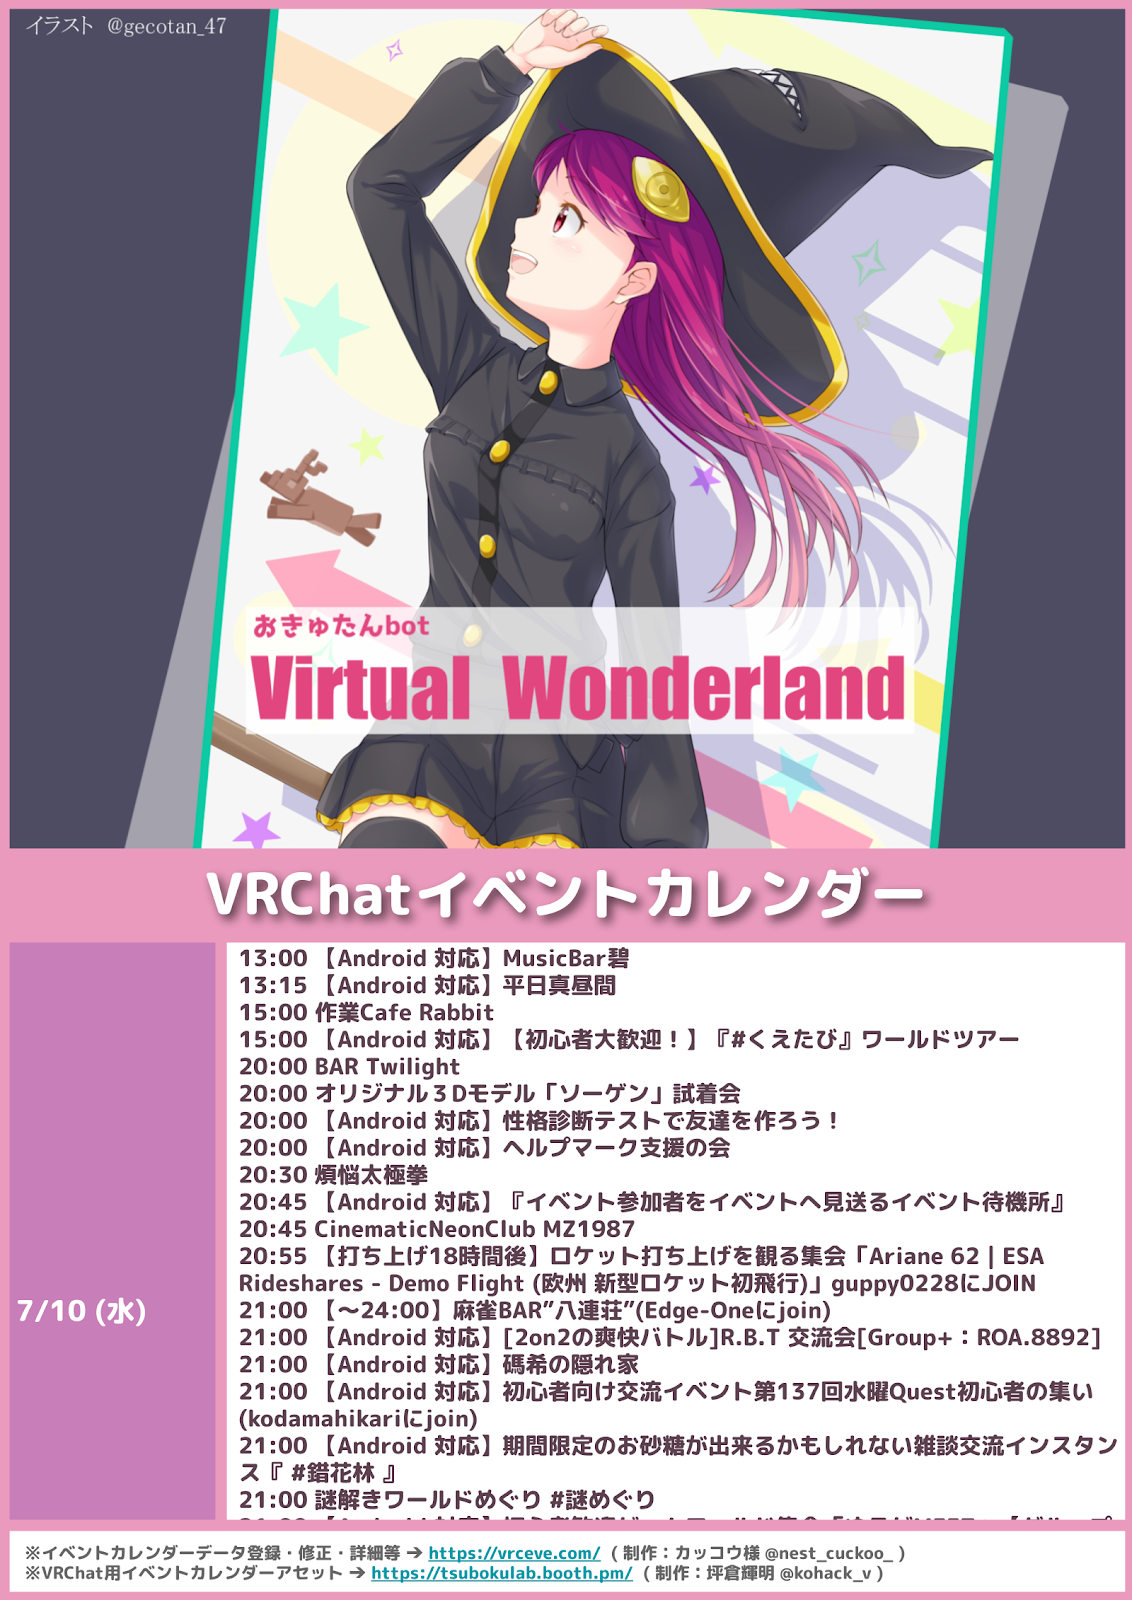 イラスト @gecotan_47
おきゅたんbot
Virtual Wonderland
VRChatイベントカレンダー
7/10 (水)
13:00 【Android 対応】MusicBar碧
13:15 【Android 対応】平日真昼間
15:00 作業Cafe Rabbit
15:00 【Android 対応】【初心者大歓迎！】『#くえたび』ワールドツアー
20:00 BAR Twilight
20:00 オリジナル３Dモデル「ソーゲン」試着会
20:00 【Android 対応】性格診断テストで友達を作ろう！
20:00 【Android 対応】ヘルプマーク支援の会
20:30 煩悩太極拳
20:45 【Android 対応】『イベント参加者をイベントへ見送るイベント待機所』
20:45 CinematicNeonClub MZ1987
20:55 【打ち上げ18時間後】ロケット打ち上げを観る集会「Ariane 62 | ESA
Rideshares - Demo Flight (欧州 新型ロケット初飛行)」guppy0228にJOIN
21:00 【～24:00】麻雀BAR”八連荘”(Edge-Oneにjoin)
21:00 【Android 対応】[2on2の爽快バトル]R.B.T 交流会[Group+：ROA.8892]
21:00 【Android 対応】碼希の隠れ家
21:00 【Android 対応】初心者向け交流イベント第137回水曜Quest初心者の集い
(kodamahikariにjoin)
21:00 【Android 対応】期間限定のお砂糖が出来るかもしれない雑談交流インスタン
ス『 #錯花林 』
21:00 謎解きワールドめぐり #謎めぐり
※イベントカレンダーデータ登録・修正・詳細等 → https://vrceve.com/ ( 制作：カッコウ様 @nest_cuckoo_ )
※VRChat用イベントカレンダーアセット → https://tsubokulab.booth.pm/ ( 制作：坪倉輝明 @kohack_v )